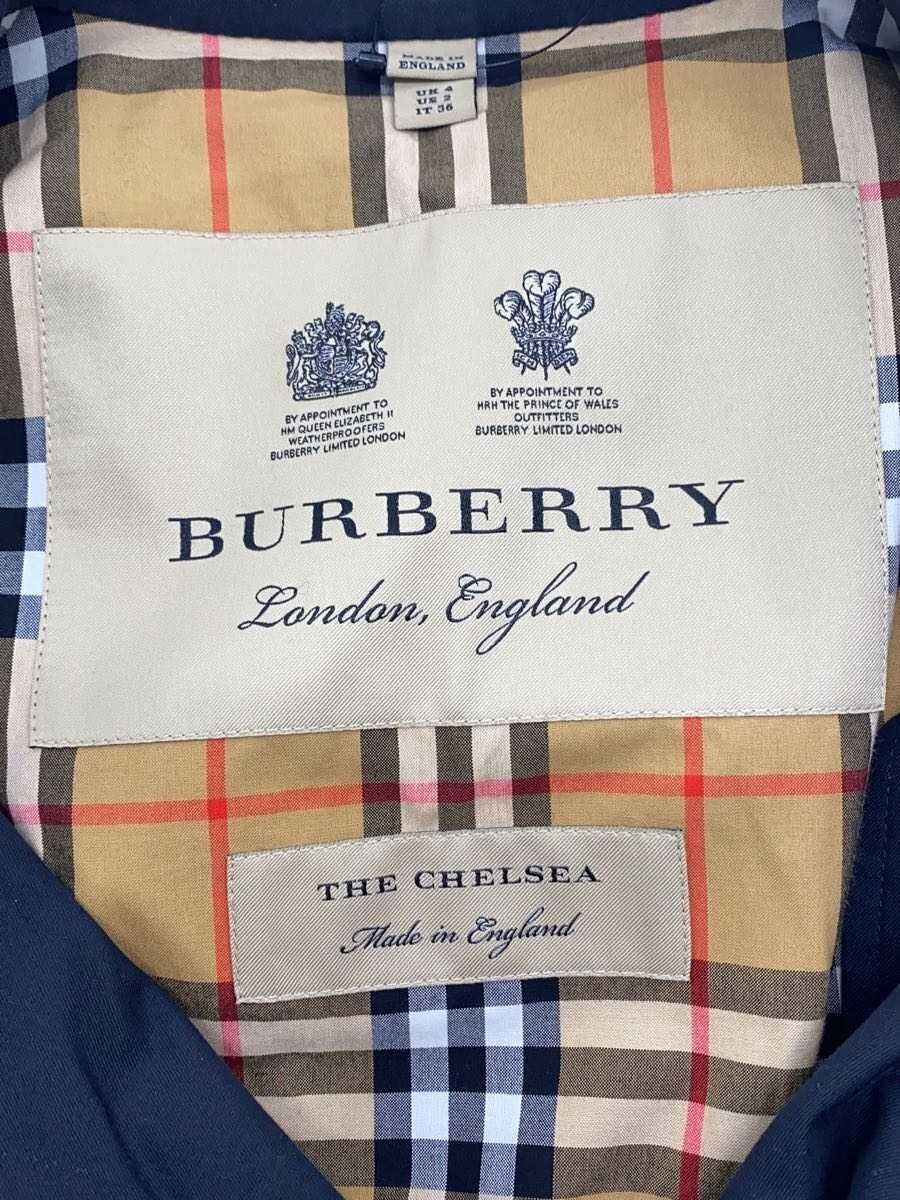 MADE IN
ENGLAND
UK 4
US 2
IT 36
BY APPOINTMENT TO
HM QUEEN ELIZABETH II
WEATHERPROOFERS
BURBERRY LIMITED LONDON
BY APPOINTMENT TO
HRH THE PRINCE OF WALES
OUTFITTERS
BURBERRY LIMITED LONDON
BURBERRY
London, England
THE CHELSEA
Made in England